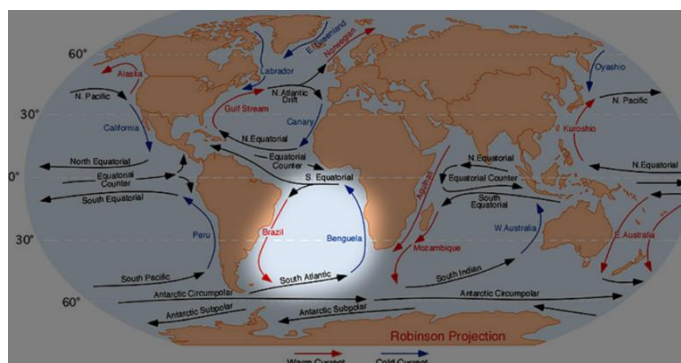 E. Greenland
Norwegian
60°
Alaska
Labrador
Oyashio
N. Pacific
N. Atlantic
Drift
N. Pacific
30°
Gulf Stream
California
Canary
Kuroshio
N.Equatorial
North Equatorial
Equatorial
Counter
N.Equatorial
N.Equatorial
Equatorial
Counter
0°
S. Equatorial
Equatorial Counter
South Equatorial
South
Equatorial
Agulhas
Peru
Brazil
Benguela
Mozambique
W.Australia
E.Australia
30°
South Pacific
South Atlantic
South Indian
60°
Antarctic Circumpolar
Antarctic Circumpolar
Antarctic Subpolar
Antarctic Subpolar
Robinson Projection
Warm Current
Cold Current